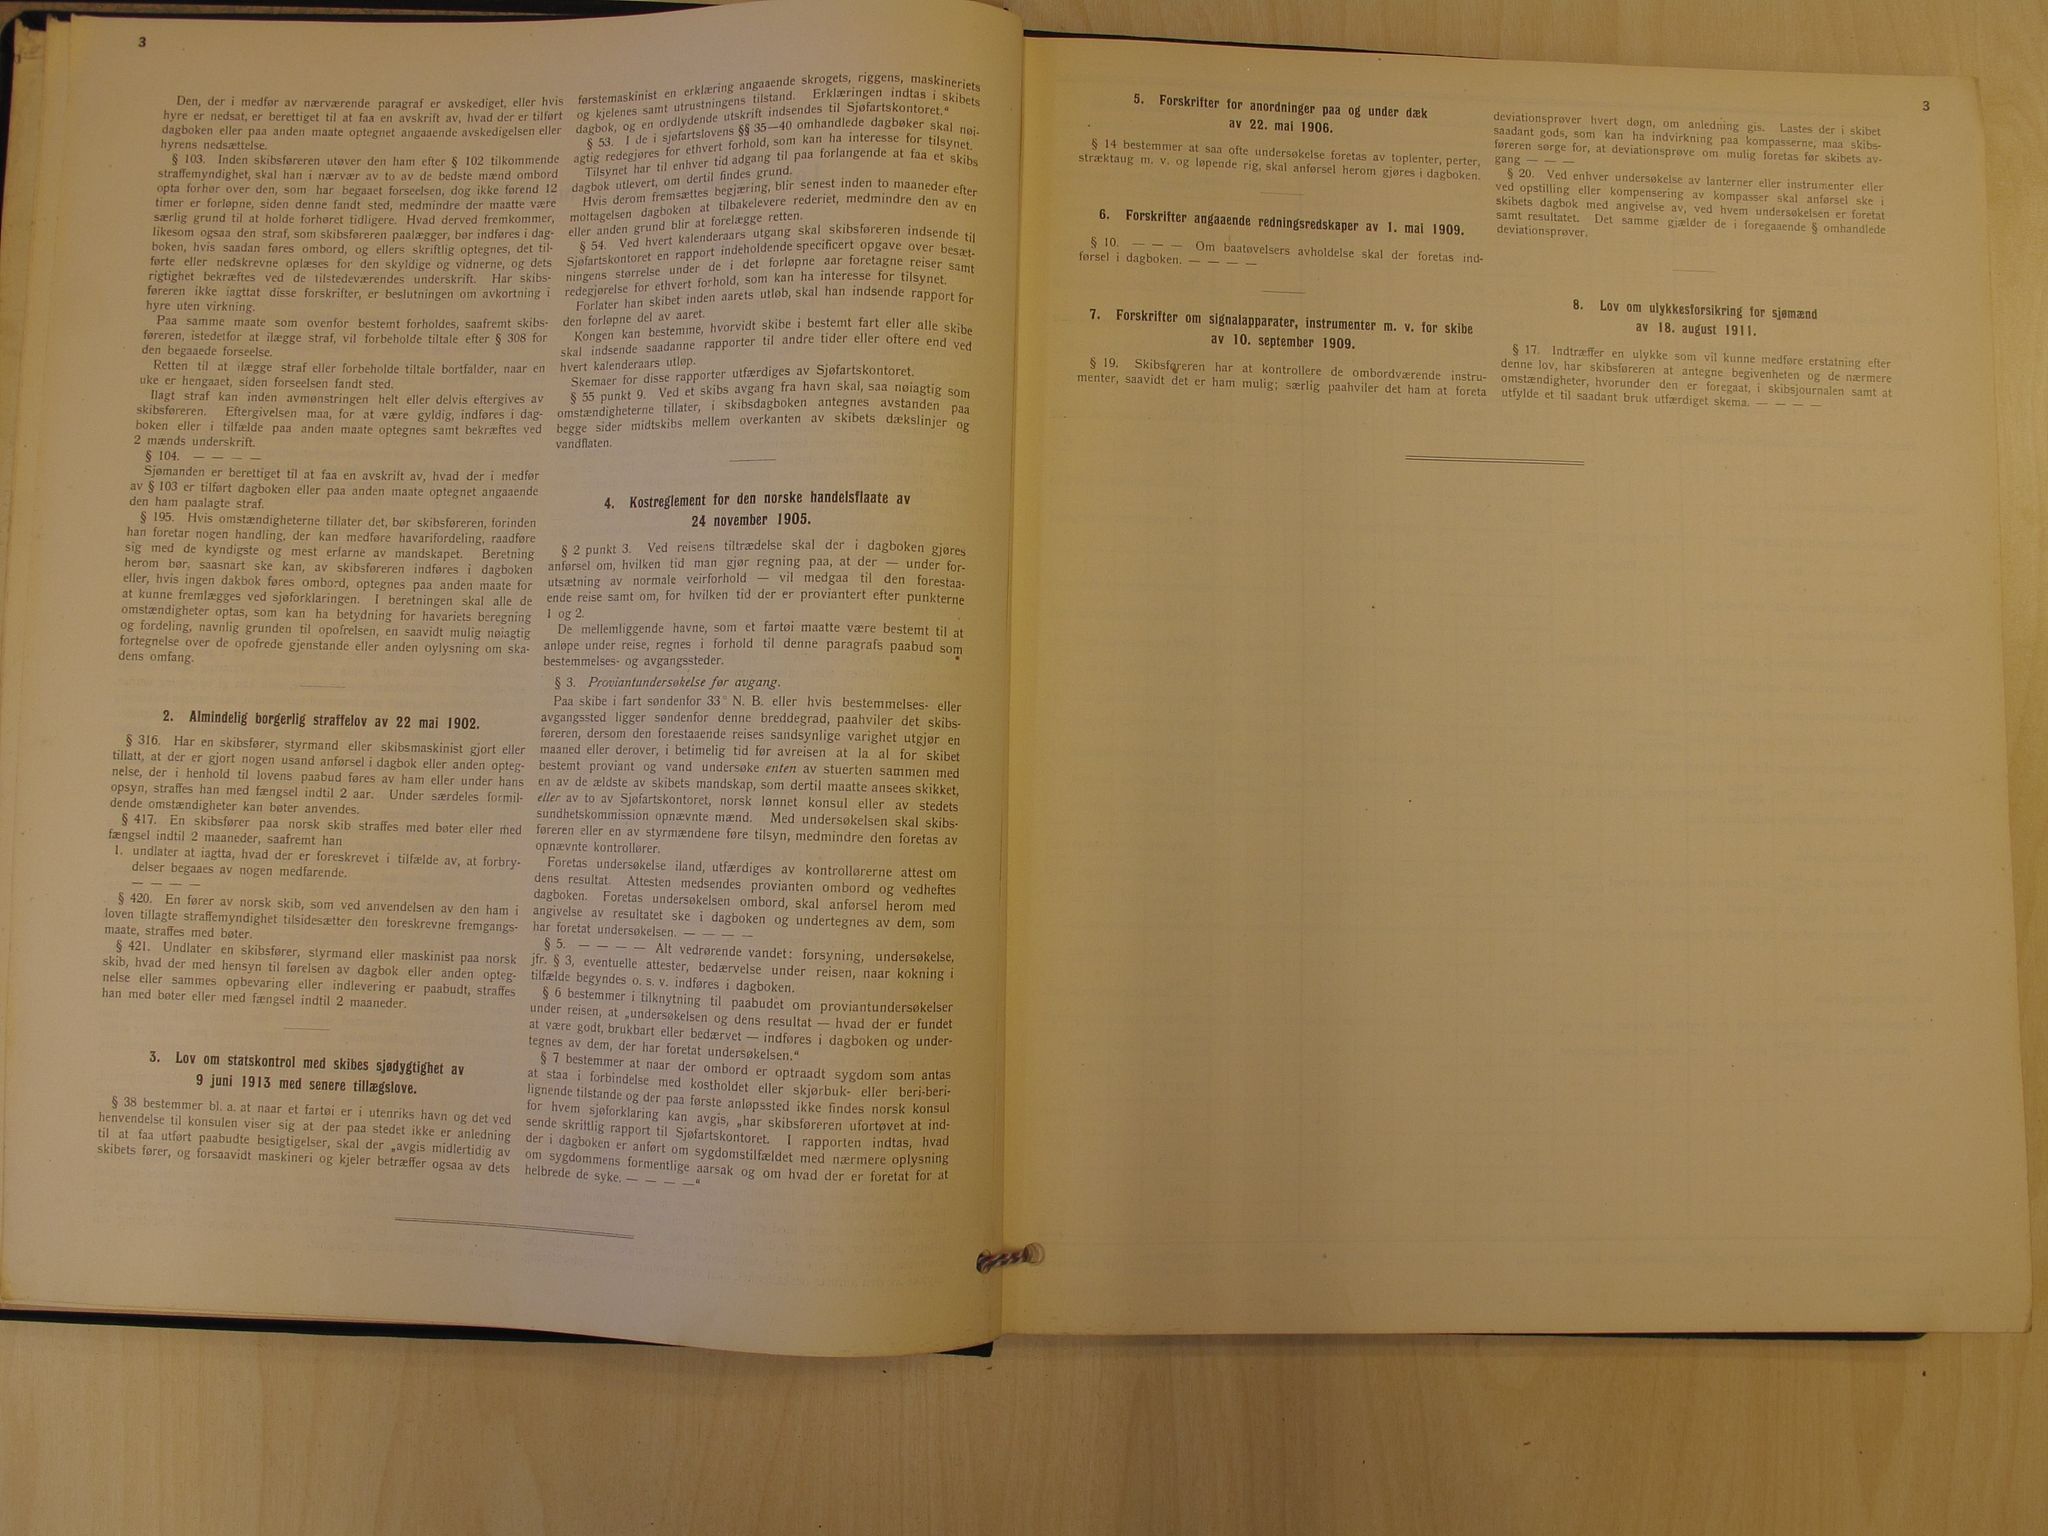 3
Den, der i medfør av nærværende paragraf er avskediget, eller hvis
hyre er nedsat, er berettiget til at faa en avskrift av, hvad der er tilført
dagboken eller paa anden maate optegnet angaaende avskedigelsen eller
hyrens nedsættelse.
§ 103. Inden skibsføreren utøver den ham efter § 102 tilkommende
straffemyndighet, skal han i nærvær av to av de bedste mænd ombord
opta forhør over den, som har begaaet forseelsen, dog ikke førend 12
timer er forløpne, siden denne fandt sted, medmindre der maatte være
særlig grund til at holde forhøret tidligere. Hvad derved fremkommer,
likesom ogsaa den straf, som skibsføreren paalægger, bør indføres i dag-
boken, hvis saadan føres ombord, og ellers skriftlig optegnes, det til-
førte eller nedskrevne oplæses for den skyldige og vidnerne, og dets
rigtighet bekræftes ved de tilstedeværendes underskrift. Har skibs-
føreren ikke iagttat disse forskrifter, er beslutningen om avkortning i
hyre uten virkning.
Paa samme maate som ovenfor bestemt forholdes, saafremt skibs-
føreren, istedetfor at ilægge straf, vil forbeholde tiltale efter § 308 for
den begaaede forseelse.
Retten til at ilægge straf eller forbeholde tiltale bortfalder, naar en
uke er hengaaet, siden forseelsen fandt sted.
Ilagt straf kan inden avmønstringen helt eller delvis eftergives av
skibsføreren. Eftergivelsen maa, for at være gyldig, indføres i dag-
boken eller i tilfælde paa anden maate optegnes samt bekræftes ved
2 mænds underskrift.
§ 104. — — — —
Sjømanden er berettiget til at faa en avskrift av, hvad der i medfør
av § 103 er tilført dagboken eller paa anden maate optegnet angaaende
den ham paalagte straf.
§ 195. Hvis omstændigheterne tillater det, bør skibsføreren, forinden
han foretar nogen handling, der kan medføre havarifordeling, raadføre
sig med de kyndigste og mest erfarne av mandskapet. Beretning
herom bør, saasnart ske kan, av skibsføreren indføres i dagboken
eller, hvis ingen dakbok føres ombord, optegnes paa anden maate for
at kunne fremlægges ved sjøforklaringen. I beretningen skal alle de
omstændigheter optas, som kan ha betydning for havariets beregning
og fordeling, navnlig grunden til opofrelsen, en saavidt mulig nøiagtig
fortegnelse over de opofrede gjenstande eller anden oylysning om ska-
dens omfang.
2. Almindelig borgerlig straffelov av 22 mai 1902.
§ 316. Har en skibsfører, styrmand eller skibsmaskinist gjort eller
tillatt, at der er gjort nogen usand anførsel i dagbok eller anden opteg-
nelse, der i henhold til lovens paabud føres av ham eller under hans
opsyn, straffes han med fængsel indtil 2 aar. Under særdeles formil-
dende omstændigheter kan bøter anvendes.
§ 417. En skibsfører paa norsk skib straffes med bøter eller med
fængsel indtil 2 maaneder, saafremt han
1. undlater at iagtta, hvad der er foreskrevet i tilfælde av, at forbry-
delser begaaes av nogen medfarende.
— — — —
§ 420. En fører av norsk skib, som ved anvendelsen av den ham i
loven tillagte straffemyndighet tilsidesætter den foreskrevne fremgangs-
maate, straffes med bøter.
§ 421. Undlater en skibsfører, styrmand eller maskinist paa norsk
skib, hvad der med hensyn til førelsen av dagbok eller anden opteg-
nelse eller sammes opbevaring eller indlevering er paabudt, straffes
han med bøter eller med fængsel indtil 2 maaneder.
3. Lov om statskontrol med skibes sjødygtighet av
9 juni 1913 med senere tillægslove.
§ 38 bestemmer bl. a. at naar et fartøi er i utenriks havn og det ved
henvendelse til konsulen viser sig at der paa stedet ikke er anledning
til at faa utført paabudte besigtigelser, skal der „avgis midlertidig av
skibets fører, og forsaavidt maskineri og kjeler betræffer ogsaa av dets
førstemaskinist en erklæring angaaende skrogets, riggens, maskineriets
og kjelenes samt utrustningens tilstand. Erklæringen indtas i skibets
dagbok, og en ordlydende utskrift indsendes til Sjøfartskontoret.“
§ 53. I de i sjøfartslovens §§ 35—40 omhandlede dagbøker skal nøi-
agtig redegjøres for ethvert forhold, som kan ha interesse for tilsynet.
Tilsynet har til enhver tid adgang til paa forlangende at faa et skibs
dagbok utlevert, om dertil findes grund.
Hvis derom fremsættes begjæring, blir senest inden to maaneder efter
mottagelsen dagboken at tilbakelevere rederiet, medmindre den av en
eller anden grund blir at forelægge retten.
§ 54. Ved hvert kalenderaars utgang skal skibsføreren indsende til
Sjøfartskontoret en rapport indeholdende specificert opgave over besæt-
ningens størrelse under de i det forløpne aar foretagne reiser samt
redegjørelse for ethvert forhold, som kan ha interesse for tilsynet.
Forlater han skibet inden aarets utløb, skal han indsende rapport for
den forløpne del av aaret.
Kongen kan bestemme, hvorvidt skibe i bestemt fart eller alle skibe
skal indsende saadanne rapporter til andre tider eller oftere end ved
hvert kalenderaars utløp.
Skemaer for disse rapporter utfærdiges av Sjøfartskontoret.
§ 55 punkt 9. Ved et skibs avgang fra havn skal, saa nøiagtig som
omstændigheterne tillater, i skibsdagboken antegnes avstanden paa
begge sider midtskibs mellem overkanten av skibets dækslinjer og
vandflaten.
4. Kostreglement for den norske handelsflaate av
24 november 1905.
§ 2 punkt 3. Ved reisens tiltrædelse skal der i dagboken gjøres
anførsel om, hvilken tid man gjør regning paa, at der — under for-
utsætning av normale veirforhold — vil medgaa til den forestaa-
ende reise samt om, for hvilken tid der er proviantert efter punkterne
1 og 2.
De mellemliggende havne, som et fartøi maatte være bestemt til at
anløpe under reise, regnes i forhold til denne paragrafs paabud som
bestemmelses- og avgangssteder.
§ 3. Proviantundersøkelse før avgang.
Paa skibe i fart søndenfor 33° N. B. eller hvis bestemmelses- eller
avgangssted ligger søndenfor denne breddegrad, paahviler det skibs-
føreren, dersom den forestaaende reises sandsynlige varighet utgjør en
maaned eller derover, i betimelig tid før avreisen at la al for skibet
bestemt proviant og vand undersøke enten av stuerten sammen med
en av de ældste av skibets mandskap, som dertil maatte ansees skikket,
eller av to av Sjøfartskontoret, norsk lønnet konsul eller av stedets
sundhetskommission opnævnte mænd. Med undersøkelsen skal skibs-
føreren eller en av styrmændene føre tilsyn, medmindre den foretas av
opnævnte kontrollører.
Foretas undersøkelse iland, utfærdiges av kontrollørerne attest om
dens resultat. Attesten medsendes provianten ombord og vedheftes
dagboken. Foretas undersøkelsen ombord, skal anførsel herom med
angivelse av resultatet ske i dagboken og undertegnes av dem, som
har foretat undersøkelsen. — — — —
§ 5. — — — — Alt vedrørende vandet: forsyning, undersøkelse,
jfr. § 3, eventuelle attester, bedærvelse under reisen, naar kokning i
tilfælde begyndes o. s. v. indføres i dagboken.
§ 6 bestemmer i tilknytning til paabudet om proviantundersøkelser
under reisen, at „undersøkelsen og dens resultat — hvad der er fundet
at være godt, brukbart eller bedærvet — indføres i dagboken og under-
tegnes av dem, der har foretat undersøkelsen.“
§ 7 bestemmer at naar der ombord er optraadt sygdom som antas
at staa i forbindelse med kostholdet eller skjørbuk- eller beri-beri-
lignende tilstande og der paa første anløpssted ikke findes norsk konsul
for hvem sjøforklaring kan avgis, „har skibsføreren ufortøvet at ind-
sende skriftlig rapport til Sjøfartskontoret. I rapporten indtas, hvad
der i dagboken er anført om sygdomstilfældet med nærmere oplysning
om sygdommens formentlige aarsak og om hvad der er foretat for at
helbrede de syke. — — — —“
3
5. Forskrifter for anordninger paa og under dæk
av 22. mai 1906.
§ 14 bestemmer at saa ofte undersøkelse foretas av toplenter, perter,
stræktaug m. v. og løpende rig, skal anførsel herom gjøres i dagboken.
6. Forskrifter angaaende redningsredskaper av 1. mai 1909.
§ 10. — — — Om baatøvelsers avholdelse skal der foretas ind-
førsel i dagboken. — — — —
7. Forskrifter om signalapparater, instrumenter m. v. for skibe
av 10. september 1909.
§ 19. Skibsføreren har at kontrollere de ombordværende instru-
menter, saavidt det er ham mulig; særlig paahviler det ham at foreta
deviationsprøver hvert døgn, om anledning gis. Lastes der i skibet
saadant gods, som kan ha indvirkning paa kompasserne, maa skibs-
føreren sørge for, at deviationsprøve om mulig foretas før skibets av-
gang — — —
§ 20. Ved enhver undersøkelse av lanterner eller instrumenter eller
ved opstilling eller kompensering av kompasser skal anførsel ske i
skibets dagbok med angivelse av, ved hvem undersøkelsen er foretat
samt resultatet. Det samme gjælder de i foregaaende § omhandlede
deviationsprøver.
8. Lov om ulykkesforsikring for sjømænd
av 18. august 1911.
§ 17. Indtræffer en ulykke som vil kunne medføre erstatning efter
denne lov, har skibsføreren at antegne begivenheten og de nærmere
omstændigheter, hvorunder den er foregaat, i skibsjournalen samt at
utfylde et til saadant bruk utfærdiget skema. — — — —